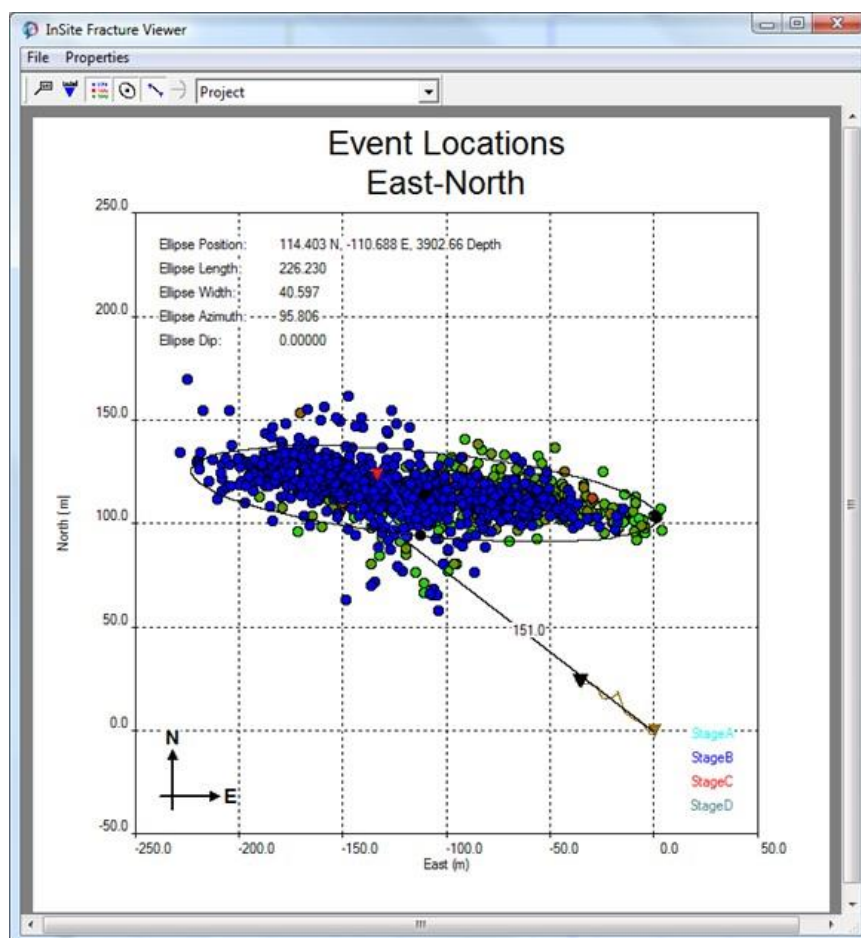 InSite Fracture Viewer
File Properties
Project
Event Locations
East-North
250.0
Ellipse Position: 114.403 N, -110.688 E, 3902.66 Depth
Ellipse Length: 226.230
Ellipse Width: 40.597
200.0
Ellipse Azimuth: 95.806
Ellipse Dip: 0.00000
150.0
100.0
North ( m|
50.0
151.0
0.0
StageA
N
StageB
StageC
E
StageD
-50.0
-250.0 -200.0 -150.0 -100.0 -50.0 0.0 50.0
East (m)